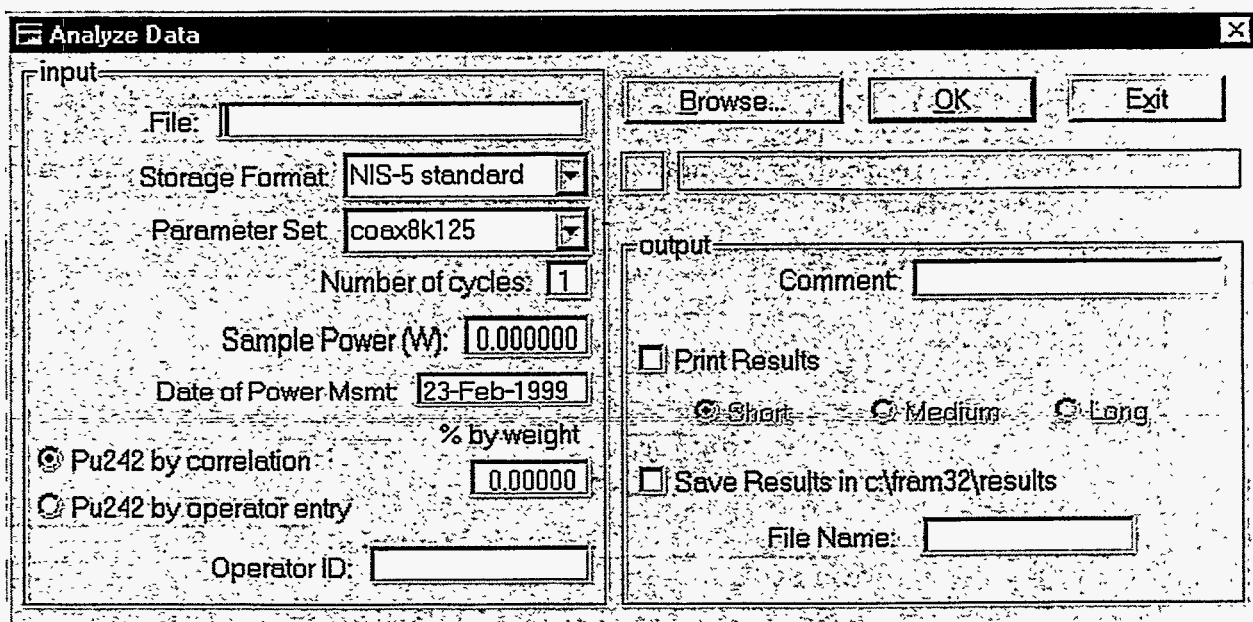 Analyze Data
input
File:
Storage Format: NIS-5 standard
Parameter Set: coax8k125
Number of cycles: 1
Sample Power (W): 0.000000
Date of Power Msmt: 23-Feb-1999
% by weight
Pu242 by correlation
0.00000
Pu242 by operator entry
Operator ID:
Browse... OK Exit
output
Comment:
Print Results
Short Medium Long
Save Results in c:\fram32\results
File Name: